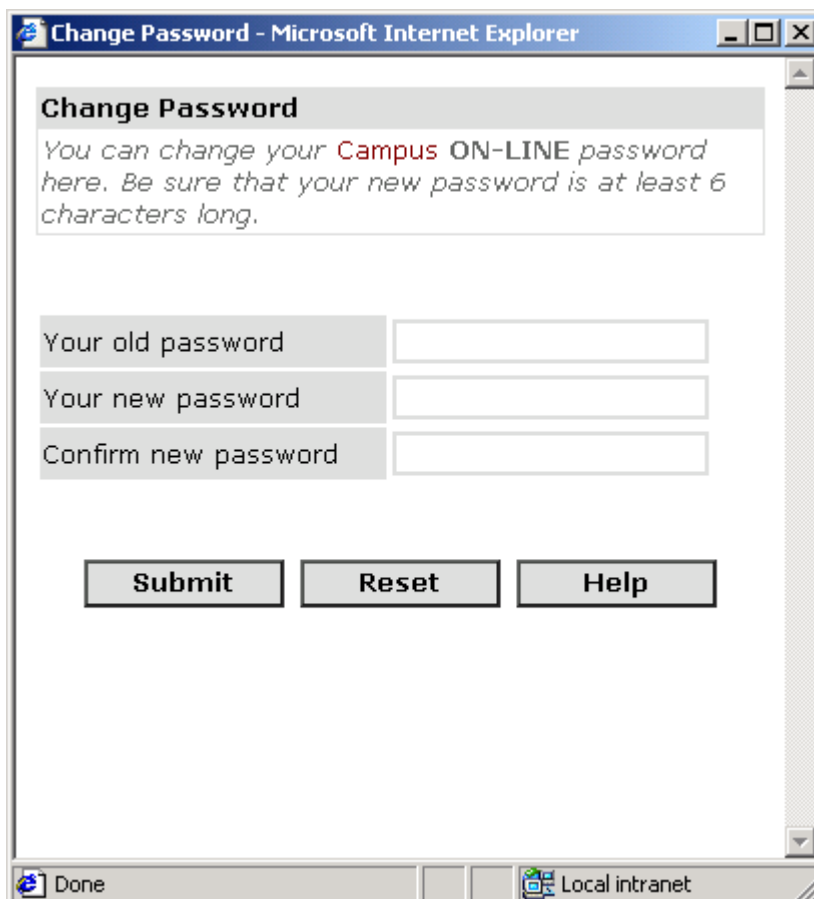 Change Password - Microsoft Internet Explorer
Change Password
You can change your Campus ON-LINE password
here. Be sure that your new password is at least 6
characters long.
Your old password
Your new password
Confirm new password
Submit Reset Help
Done Local intranet